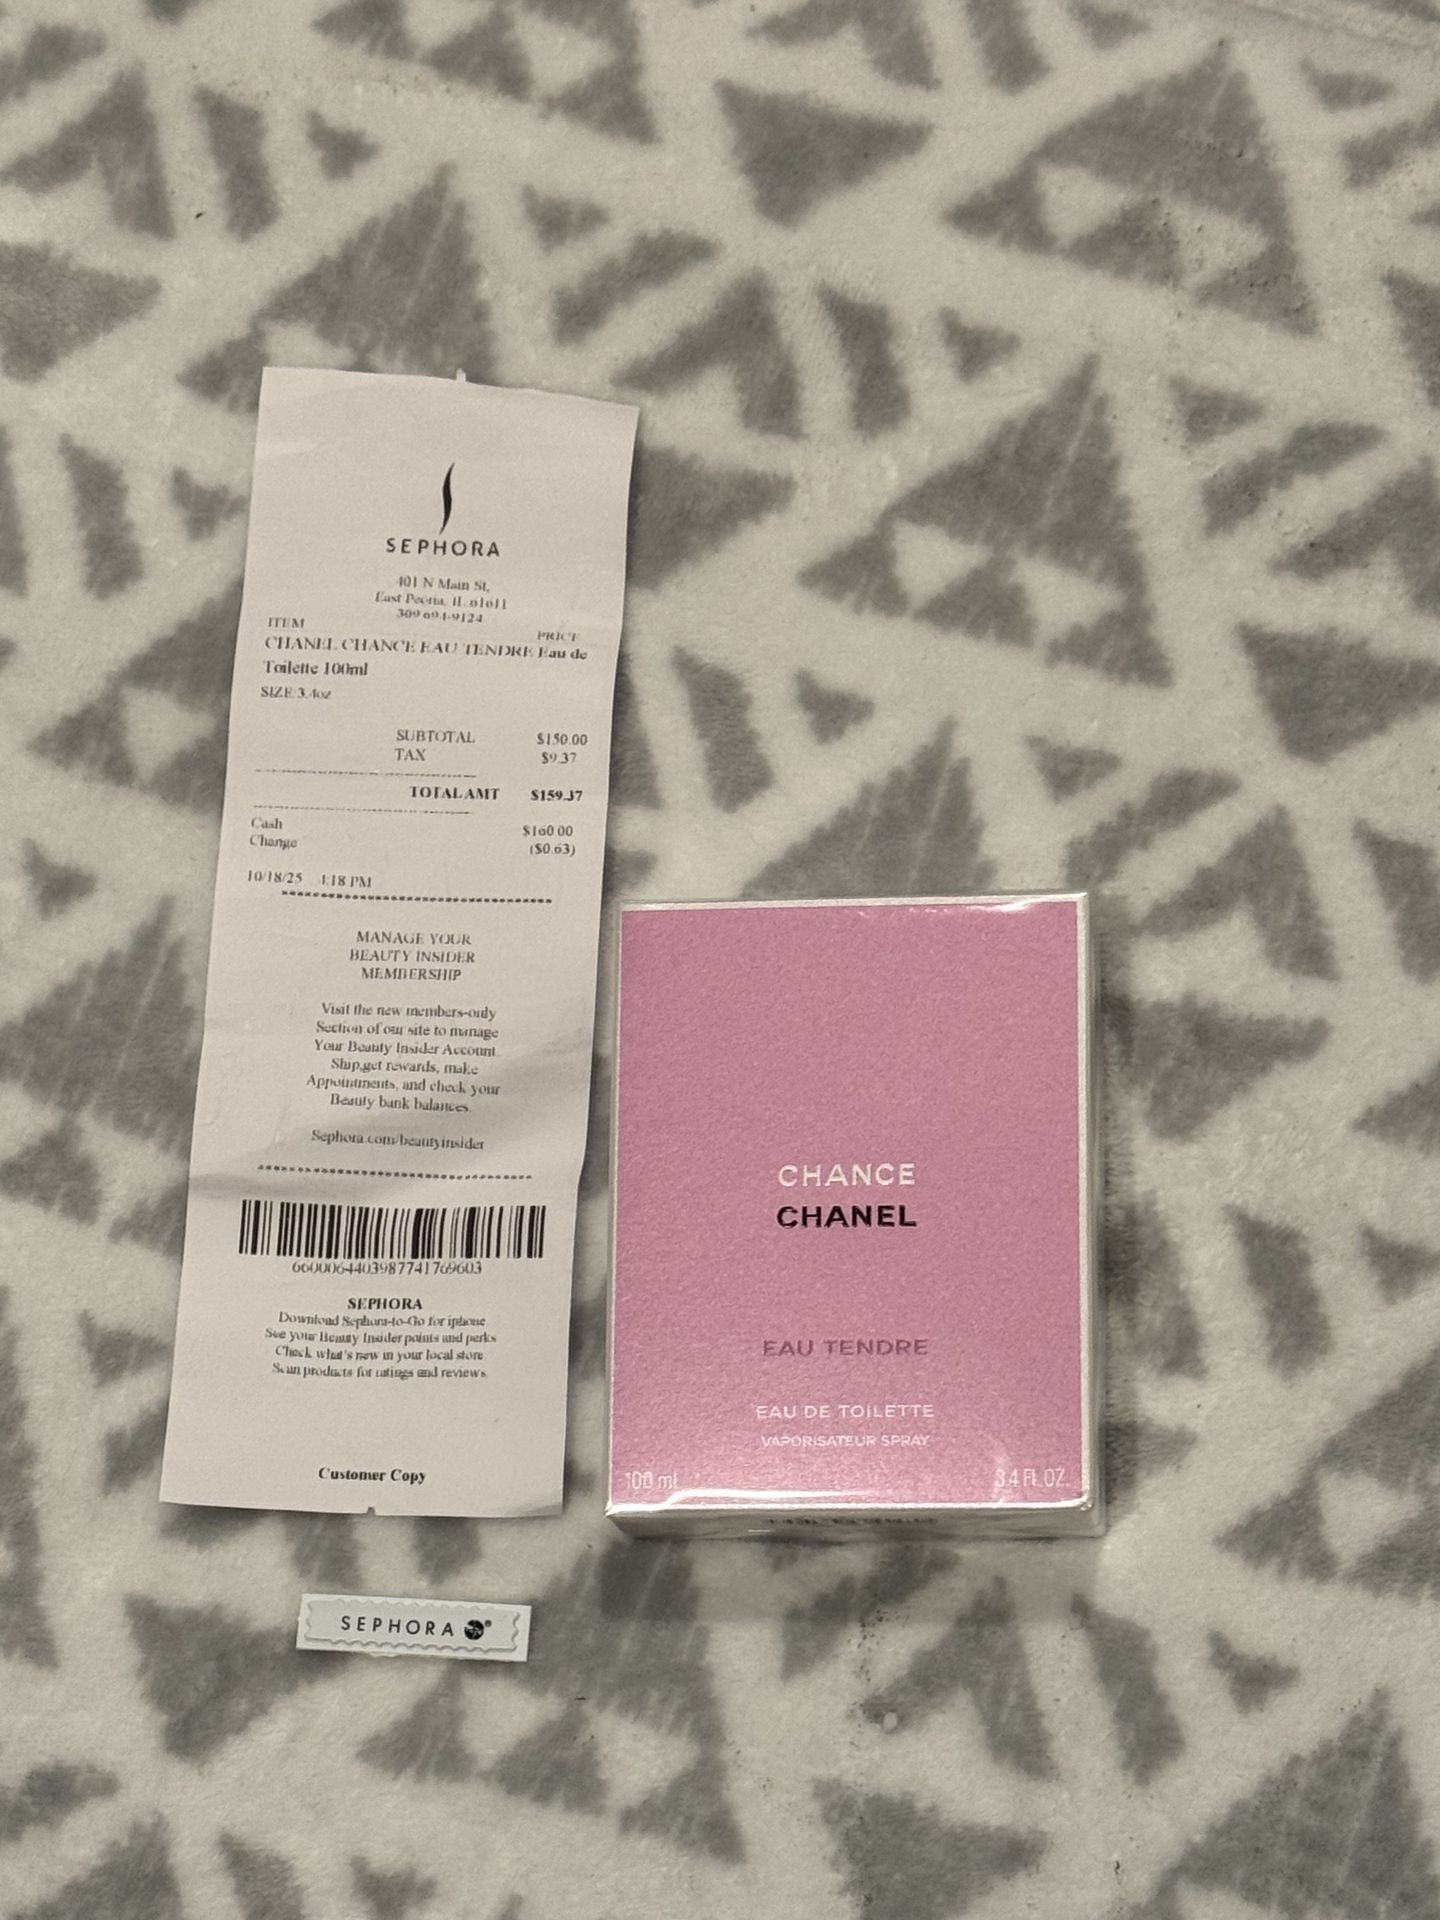 SEPHORA
401 N Main St,
East Peoria, IL 61611
309 694-9124
ITEM PRICE
CHANEL CHANCE EAU TENDRE Eau de
Toilette 100ml
SIZE 3.4oz
SUBTOTAL $150.00
TAX $9.37
TOTAL AMT $159.37
Cash $160.00
Change ($0.63)
10/18/25 4:18 PM
MANAGE YOUR
BEAUTY INSIDER
MEMBERSHIP
Visit the new members-only
Section of our site to manage
Your Beauty Insider Account.
Ship,get rewards, make
Appointments, and check your
Beauty bank balances.
Sephora.com/beautyinsider
6600064403987741769603
SEPHORA
Download Sephora-to-Go for iphone
See your Beauty Insider points and perks
Check what's new in your local store
Scan products for ratings and reviews.
Customer Copy
CHANCE
CHANEL
EAU TENDRE
EAU DE TOILETTE
VAPORISATEUR SPRAY
100 ml 3.4 FL.OZ.
SEPHORA